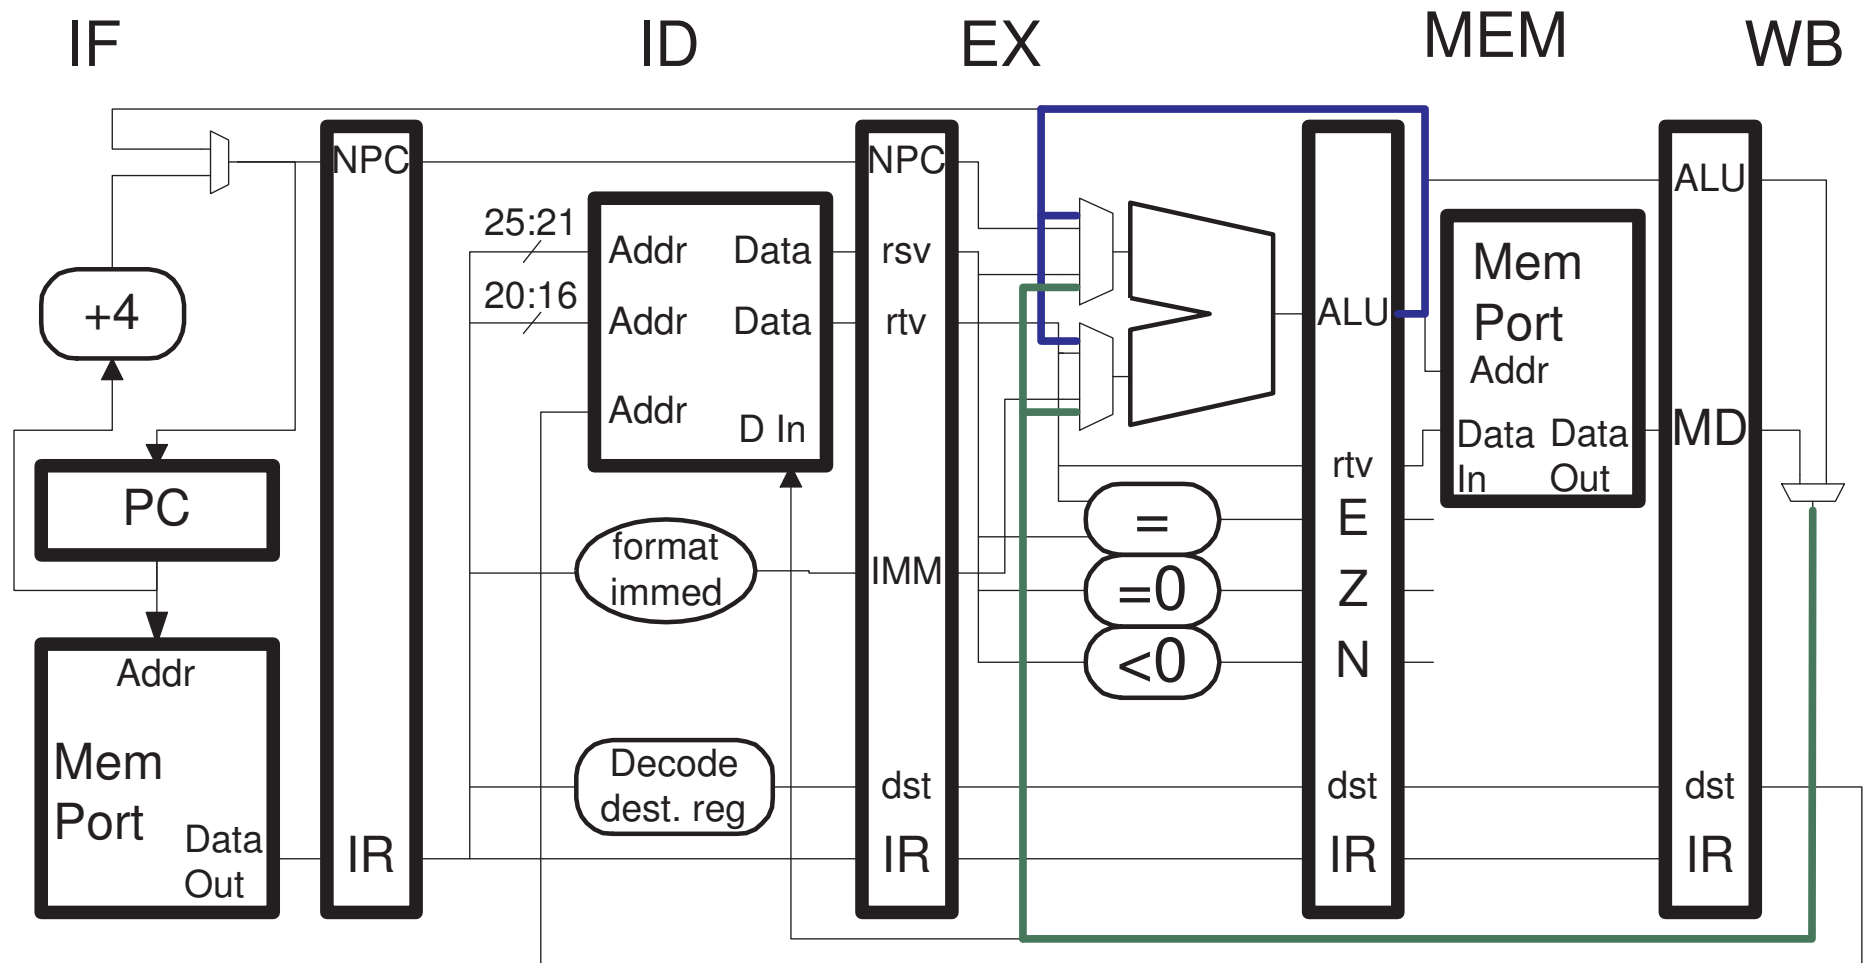 IF ID EX MEM WB
NPC
NPC
ALU
25:21
Addr Data
rsv
20:16
Addr Data
rtv
Addr
D In
+4
PC
ALU
Mem
Port
Addr
Data
In
Data
Out
MD
rtv
=
E
format
immed
IMM
=0
Z
<0
N
Addr
Mem
Port
Data
Out
Decode
dest. reg
dst
dst
dst
IR
IR
IR
IR